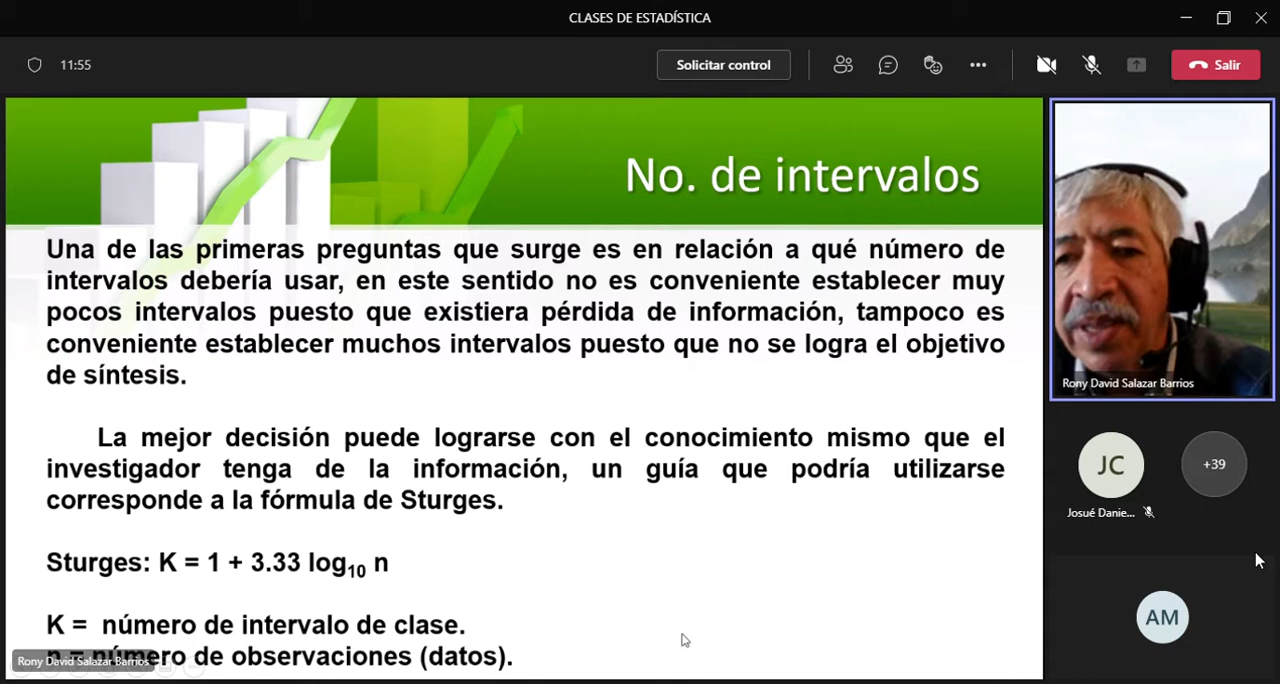 CLASES DE ESTADÍSTICA
11:55
Solicitar control
Salir
No. de intervalos
Una de las primeras preguntas que surge es en relación a qué número de
intervalos debería usar, en este sentido no es conveniente establecer muy
pocos intervalos puesto que existiera pérdida de información, tampoco es
conveniente establecer muchos intervalos puesto que no se logra el objetivo
de síntesis.
La mejor decisión puede lograrse con el conocimiento mismo que el
investigador tenga de la información, un guía que podría utilizarse
corresponde a la fórmula de Sturges.
Sturges: K = 1 + 3.33 log10 n
K = número de intervalo de clase.
n = número de observaciones (datos).
Rony David Salazar Barrios
Rony David Salazar Barrios
JC
+39
Josué Danie...
AM